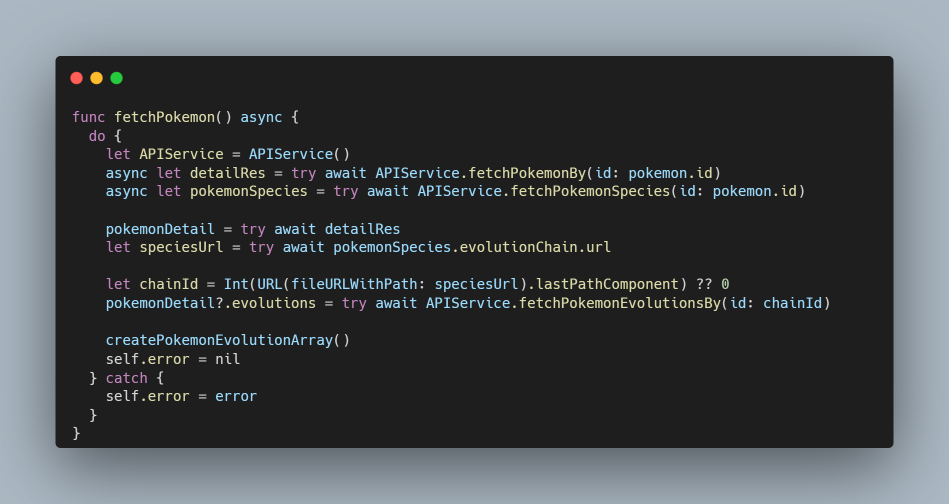 func fetchPokemon() async {
  do {
    let APIService = APIService()
    async let detailRes = try await APIService.fetchPokemonBy(id: pokemon.id)
    async let pokemonSpecies = try await APIService.fetchPokemonSpecies(id: pokemon.id)

    pokemonDetail = try await detailRes
    let speciesUrl = try await pokemonSpecies.evolutionChain.url

    let chainId = Int(URL(fileURLWithPath: speciesUrl).lastPathComponent) ?? 0
    pokemonDetail?.evolutions = try await APIService.fetchPokemonEvolutionsBy(id: chainId)

    createPokemonEvolutionArray()
    self.error = nil
  } catch {
    self.error = error
  }
}